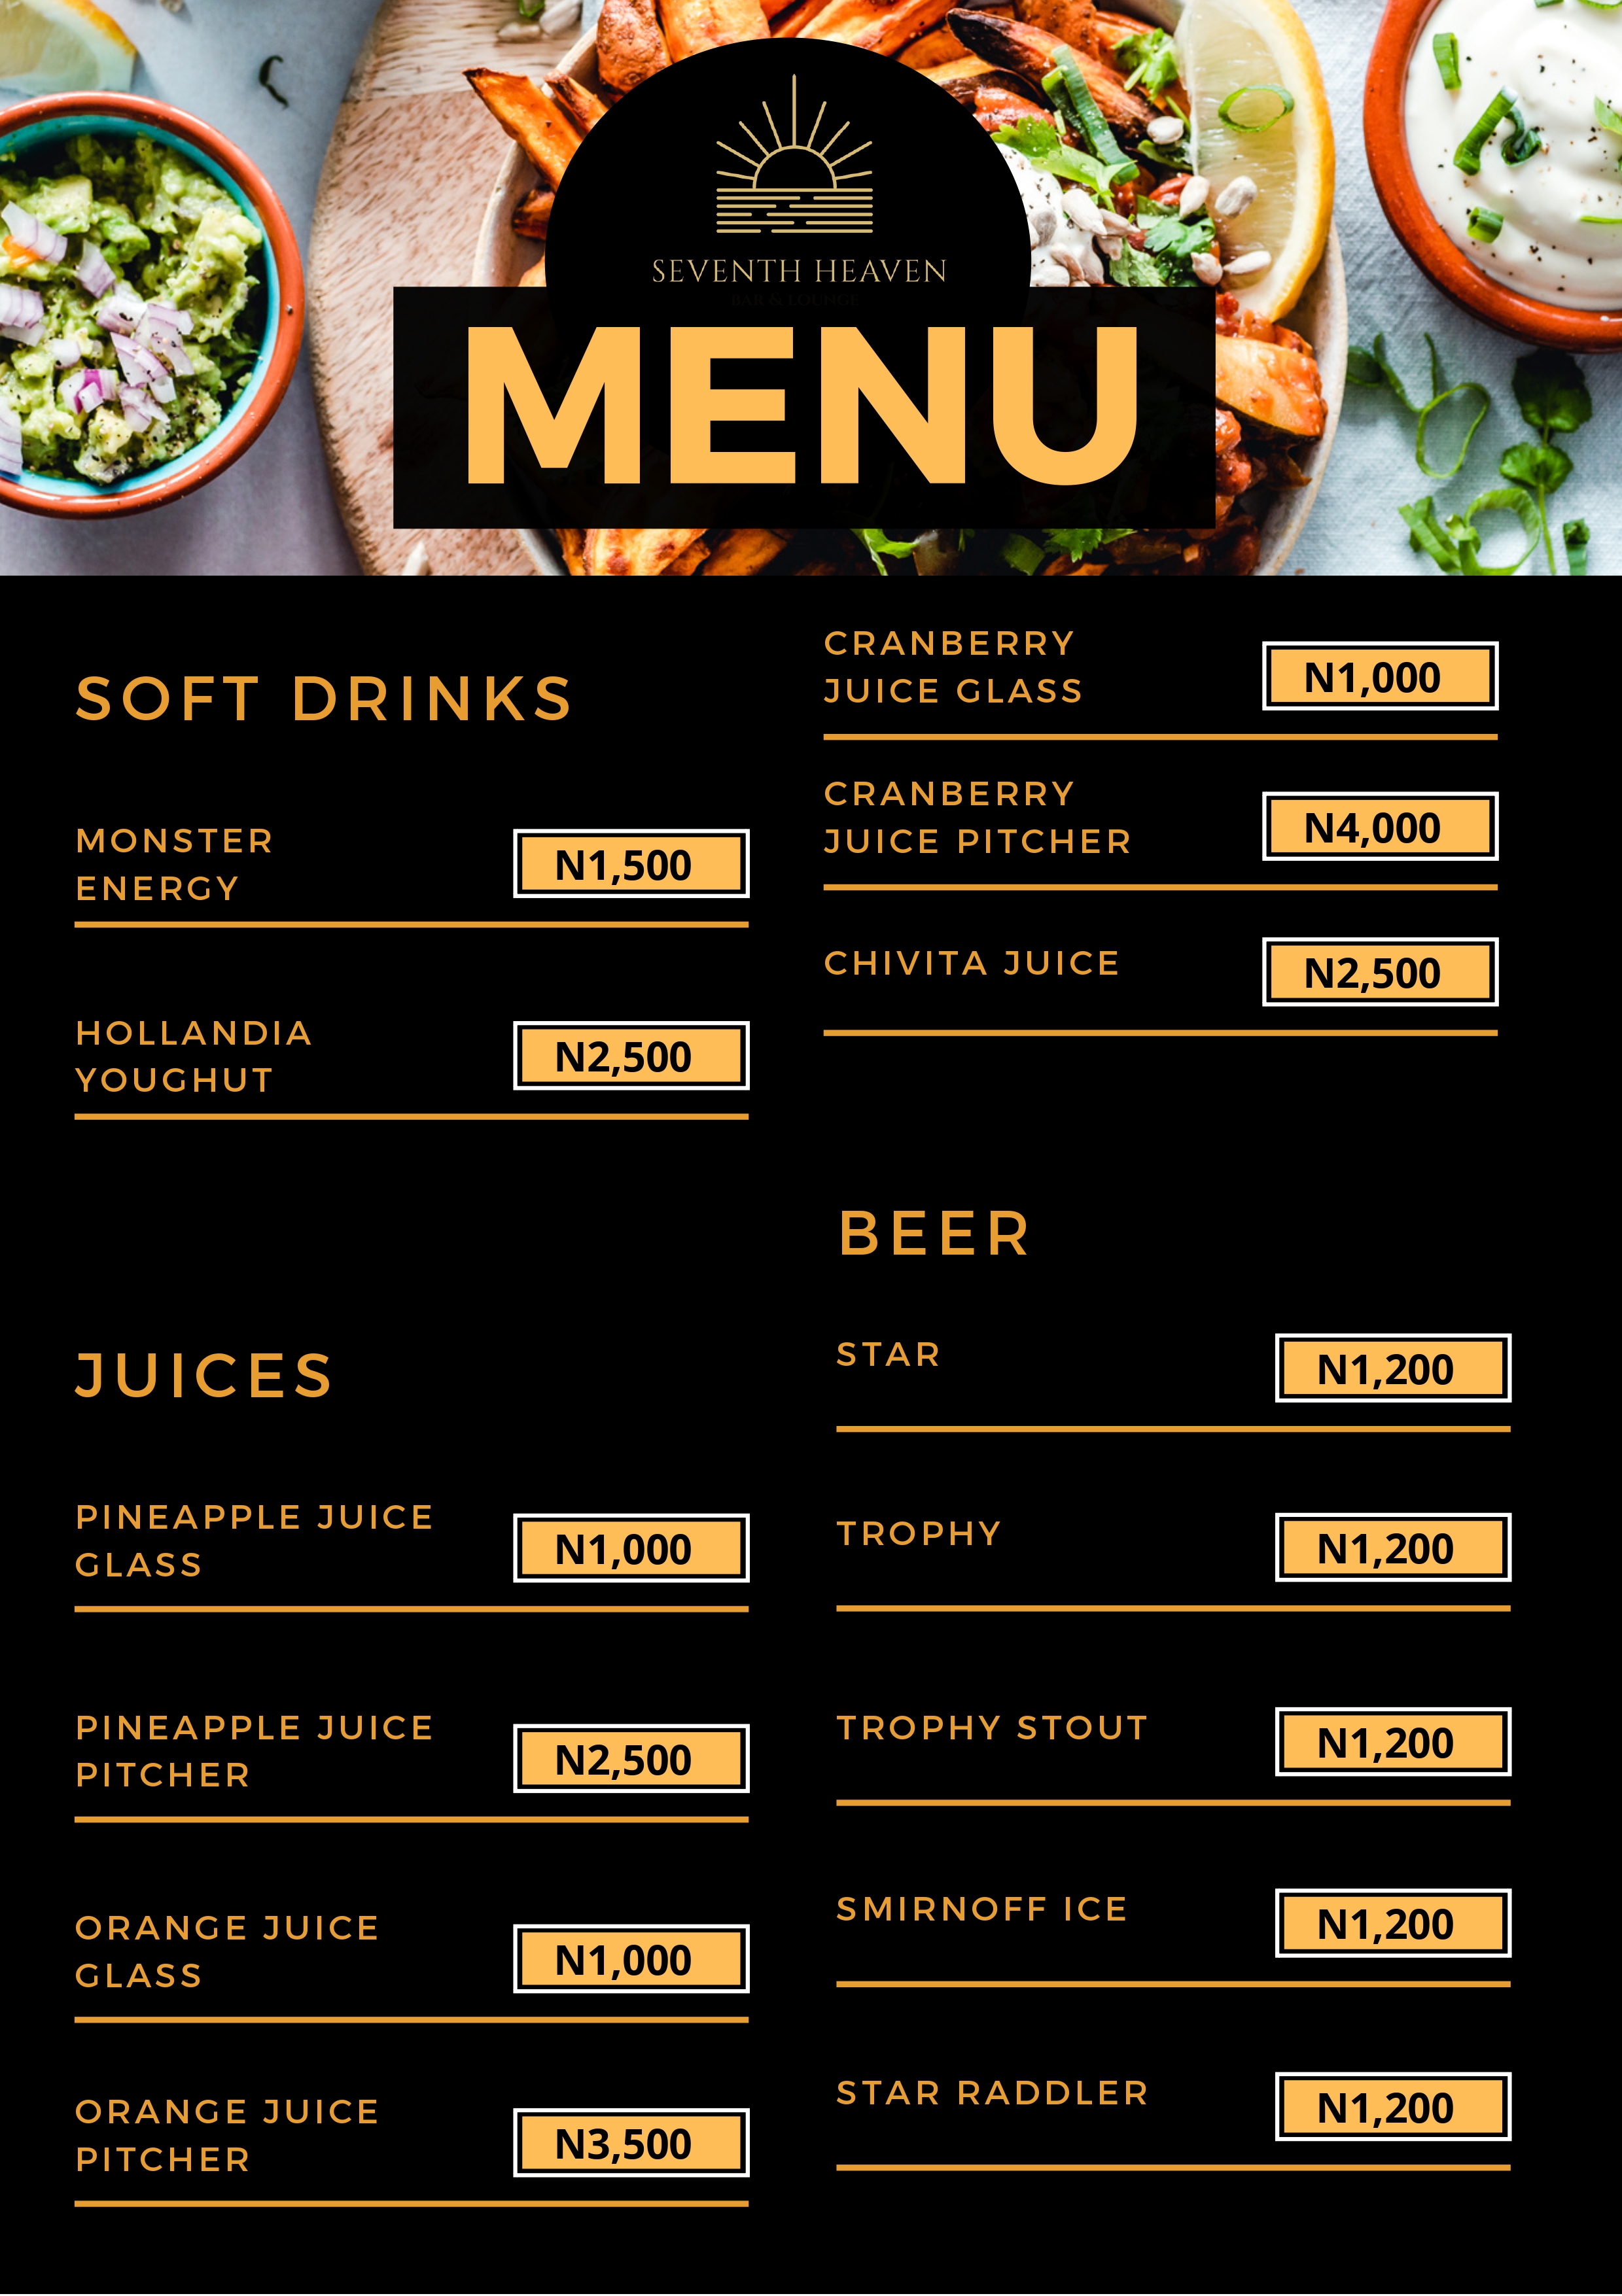 SEVENTH HEAVEN
BAR & LOUNGE
MENU
SOFT DRINKS
MONSTER
ENERGY
N1,500
HOLLANDIA
YOUGHUT
N2,500
JUICES
PINEAPPLE JUICE
GLASS
N1,000
PINEAPPLE JUICE
PITCHER
N2,500
ORANGE JUICE
GLASS
N1,000
ORANGE JUICE
PITCHER
N3,500
CRANBERRY
JUICE GLASS
N1,000
CRANBERRY
JUICE PITCHER
N4,000
CHIVITA JUICE
N2,500
BEER
STAR
N1,200
TROPHY
N1,200
TROPHY STOUT
N1,200
SMIRNOFF ICE
N1,200
STAR RADDLER
N1,200